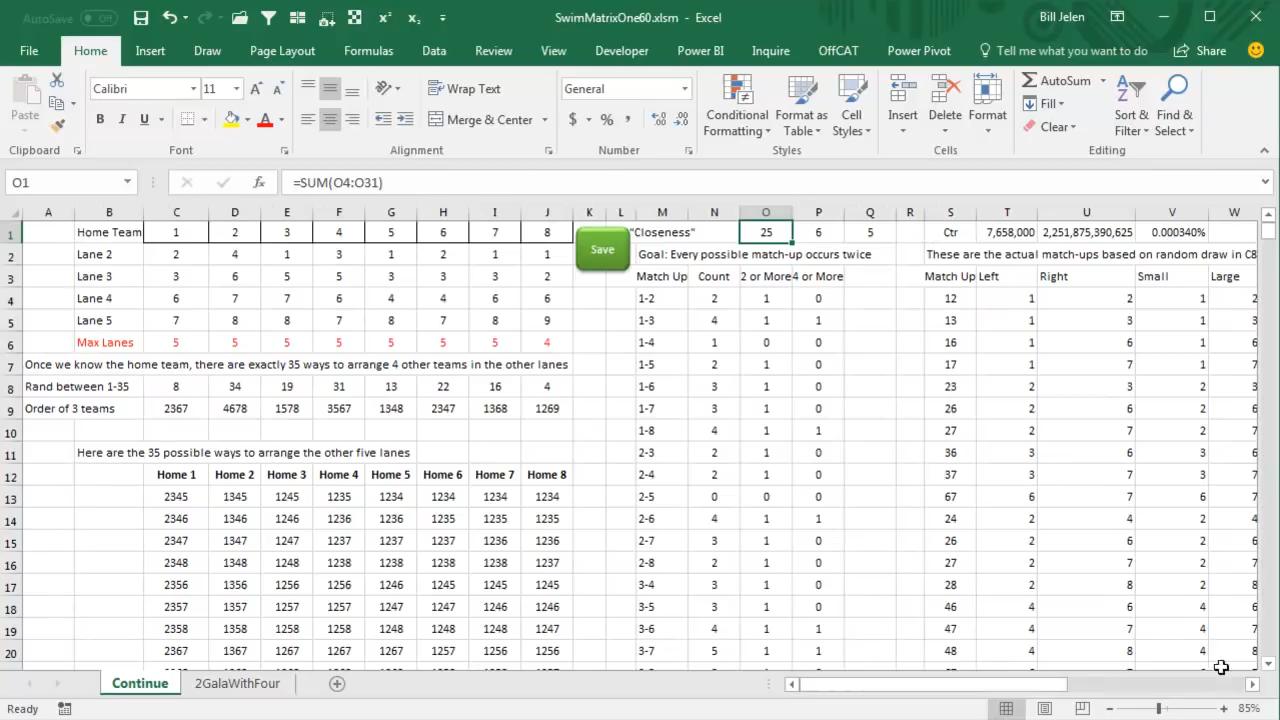 AutoSave Off SwimMatrixOne60.xlsm - Excel Bill Jelen
File Home Insert Draw Page Layout Formulas Data Review View Developer Power BI Inquire OffCAT Power Pivot Tell me what you want to do Share
Paste Calibri 11 Wrap Text General Conditional Formatting Format as Table Cell Styles Insert Delete Format AutoSum Sort & Filter Find & Select
B I U Merge & Center $ % , Fill Clear
Clipboard Font Alignment Number Styles Cells Editing
O1 fx =SUM(O4:O31)
A B C D E F G H I J K L M N O P Q R S T U V W
1 Home Team 1 2 3 4 5 6 7 8 Save "Closeness" 25 6 5 Ctr 7,658,000 2,251,875,390,625 0.000340%
2 Lane 2 2 4 1 3 1 2 1 1 Goal: Every possible match-up occurs twice These are the actual match-ups based on random draw in C8
3 Lane 3 3 6 5 5 3 3 3 2 Match Up Count 2 or More 4 or More Match Up Left Right Small Large
4 Lane 4 6 7 7 6 4 4 6 6 1-2 2 1 0 12 1 2 1 2
5 Lane 5 7 8 8 7 8 7 8 9 1-3 4 1 1 13 1 3 1 3
6 Max Lanes 5 5 5 5 5 5 5 4 1-4 1 0 0 16 1 6 1 6
7 Once we know the home team, there are exactly 35 ways to arrange 4 other teams in the other lanes 1-5 2 1 0 17 1 7 1 7
8 Rand between 1-35 8 34 19 31 13 22 16 4 1-6 3 1 0 23 2 3 2 3
9 Order of 3 teams 2367 4678 1578 3567 1348 2347 1368 1269 1-7 3 1 0 26 2 6 2 6
10 1-8 4 1 1 27 2 7 2 7
11 Here are the 35 possible ways to arrange the other five lanes 2-3 2 1 0 36 3 6 3 6
12 Home 1 Home 2 Home 3 Home 4 Home 5 Home 6 Home 7 Home 8 2-4 2 1 0 37 3 7 3 7
13 2345 1345 1245 1235 1234 1234 1234 1234 2-5 0 0 0 67 6 7 6 7
14 2346 1346 1246 1236 1236 1235 1235 1235 2-6 4 1 1 24 2 4 2 4
15 2347 1347 1247 1237 1237 1237 1236 1236 2-7 3 1 0 26 2 6 2 6
16 2348 1348 1248 1238 1238 1238 1238 1237 2-8 2 1 0 27 2 7 2 7
17 2356 1356 1256 1256 1246 1245 1245 1245 3-4 3 1 0 28 2 8 2 8
18 2357 1357 1257 1257 1247 1247 1246 1246 3-5 3 1 0 46 4 6 4 6
19 2358 1358 1258 1258 1248 1248 1248 1247 3-6 4 1 1 47 4 7 4 7
20 2367 1367 1267 1267 1267 1257 1256 1256 3-7 5 1 1 48 4 8 4 8
Continue 2GalaWithFour
Ready 85%